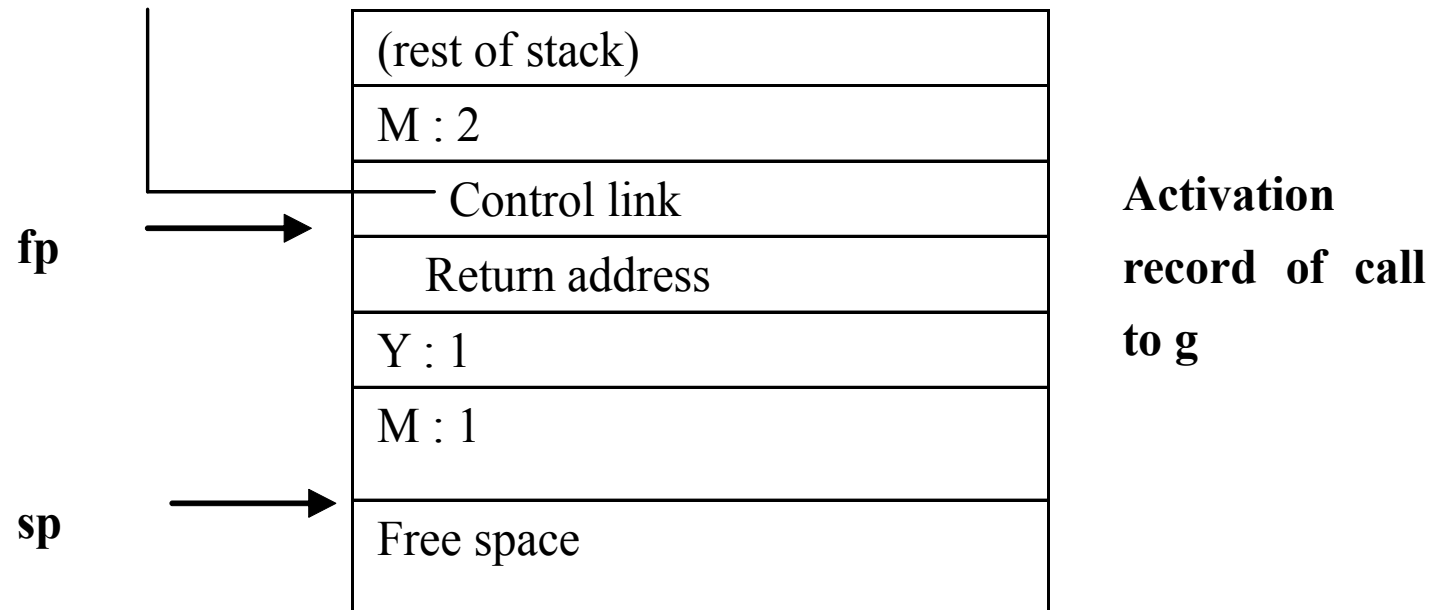 (rest of stack)
M : 2
Control link
fp
Return address
Y : 1
M : 1
sp
Free space
Activation
record of call
to g